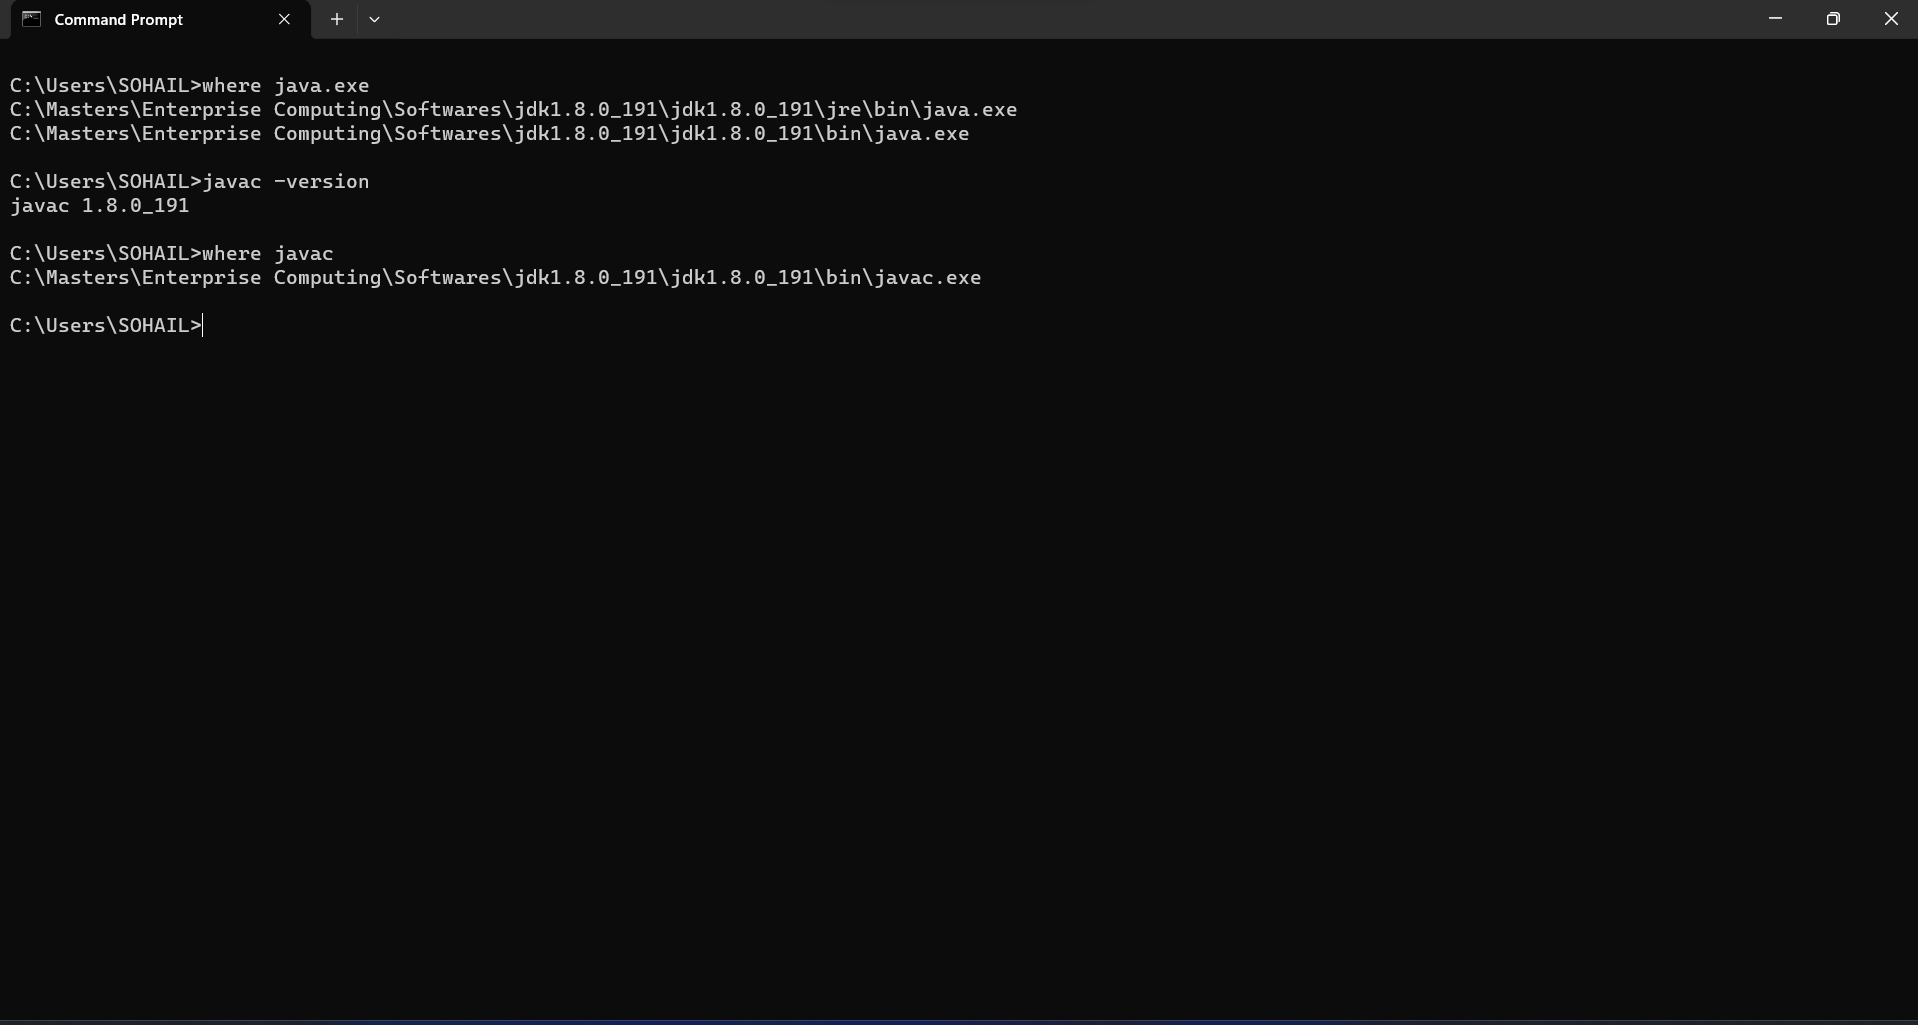 Command Prompt
C:\Users\SOHAIL>where java.exe
C:\Masters\Enterprise Computing\Softwares\jdk1.8.0_191\jdk1.8.0_191\jre\bin\java.exe
C:\Masters\Enterprise Computing\Softwares\jdk1.8.0_191\jdk1.8.0_191\bin\java.exe
C:\Users\SOHAIL>javac -version
javac 1.8.0_191
C:\Users\SOHAIL>where javac
C:\Masters\Enterprise Computing\Softwares\jdk1.8.0_191\jdk1.8.0_191\bin\javac.exe
C:\Users\SOHAIL>